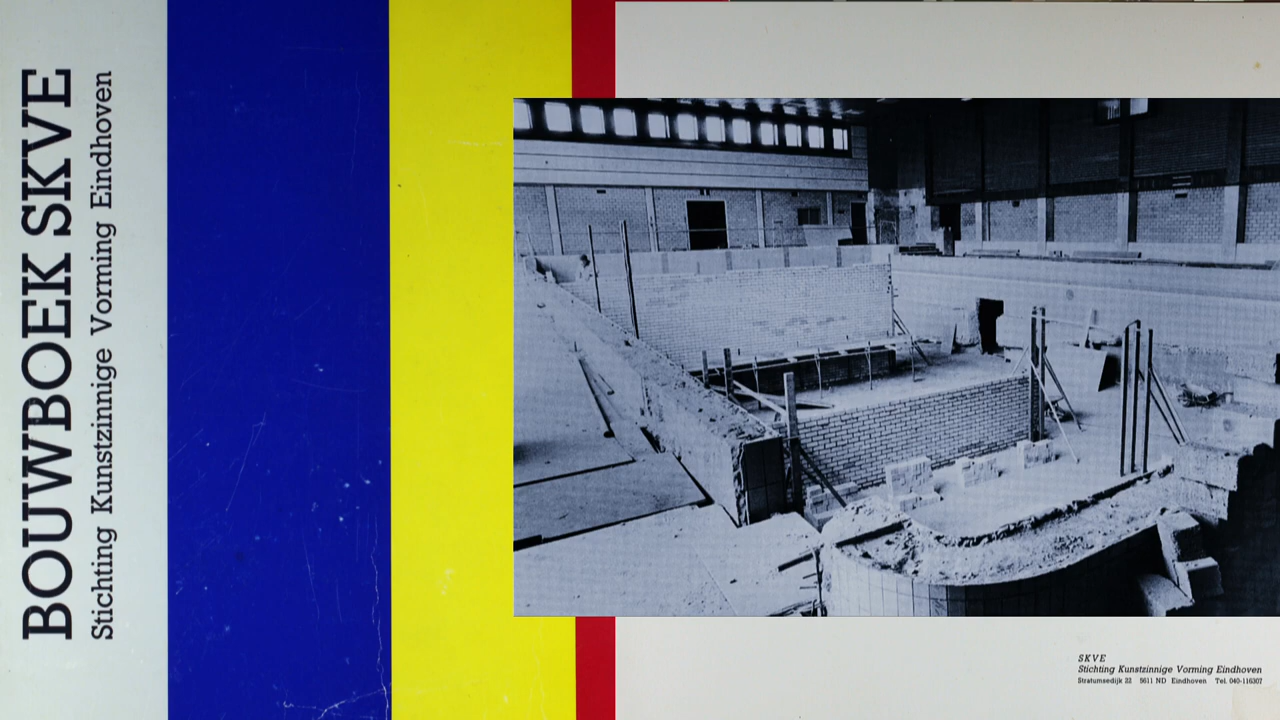 BOUWBOEK SKVE
Stichting Kunstzinnige Vorming Eindhoven
SKVE
Stichting Kunstzinnige Vorming Eindhoven
Stratumsedijk 22 5611 ND Eindhoven Tel. 040-116307